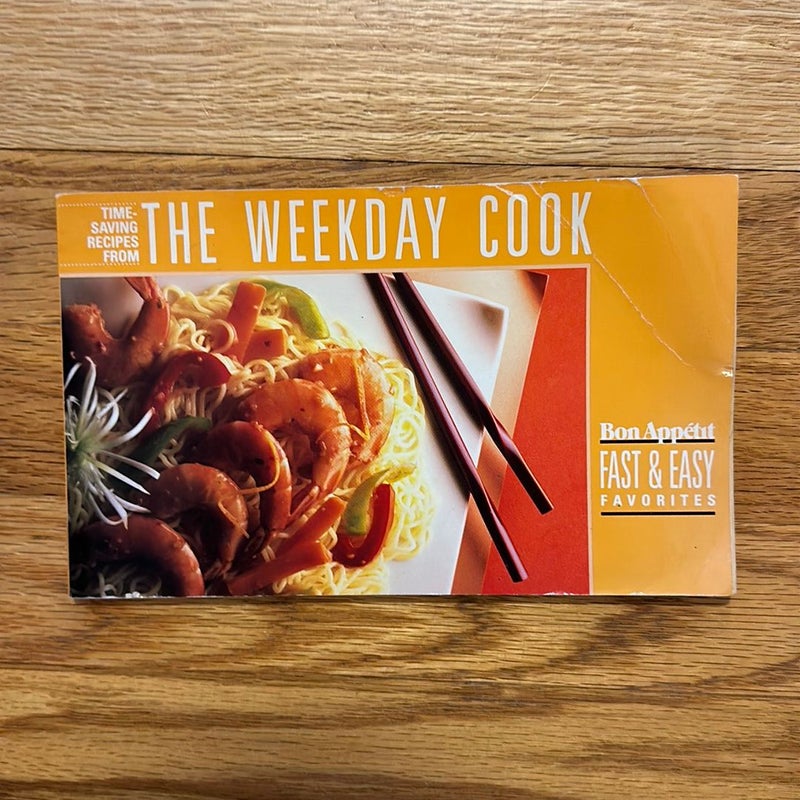 TIME-
SAVING
RECIPES
FROM
THE WEEKDAY COOK
Bon Appétit
FAST & EASY
FAVORITES